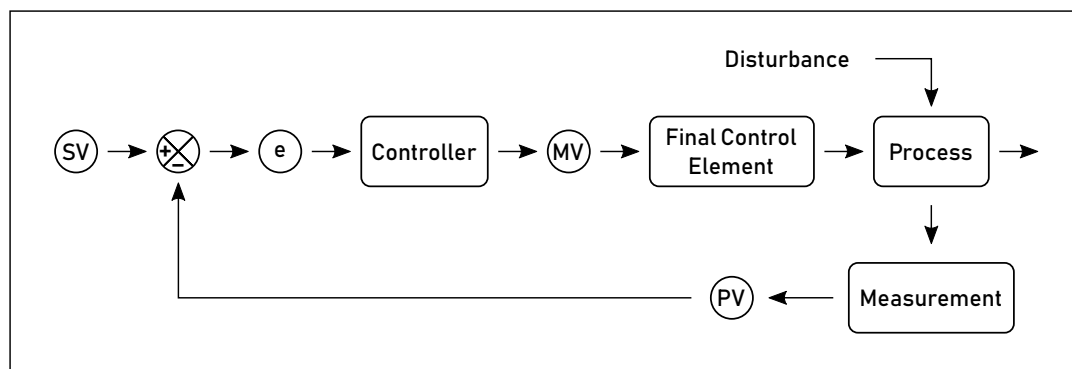 Disturbance
SV
+
−
e
Controller
MV
Final Control
Element
Process
PV
Measurement